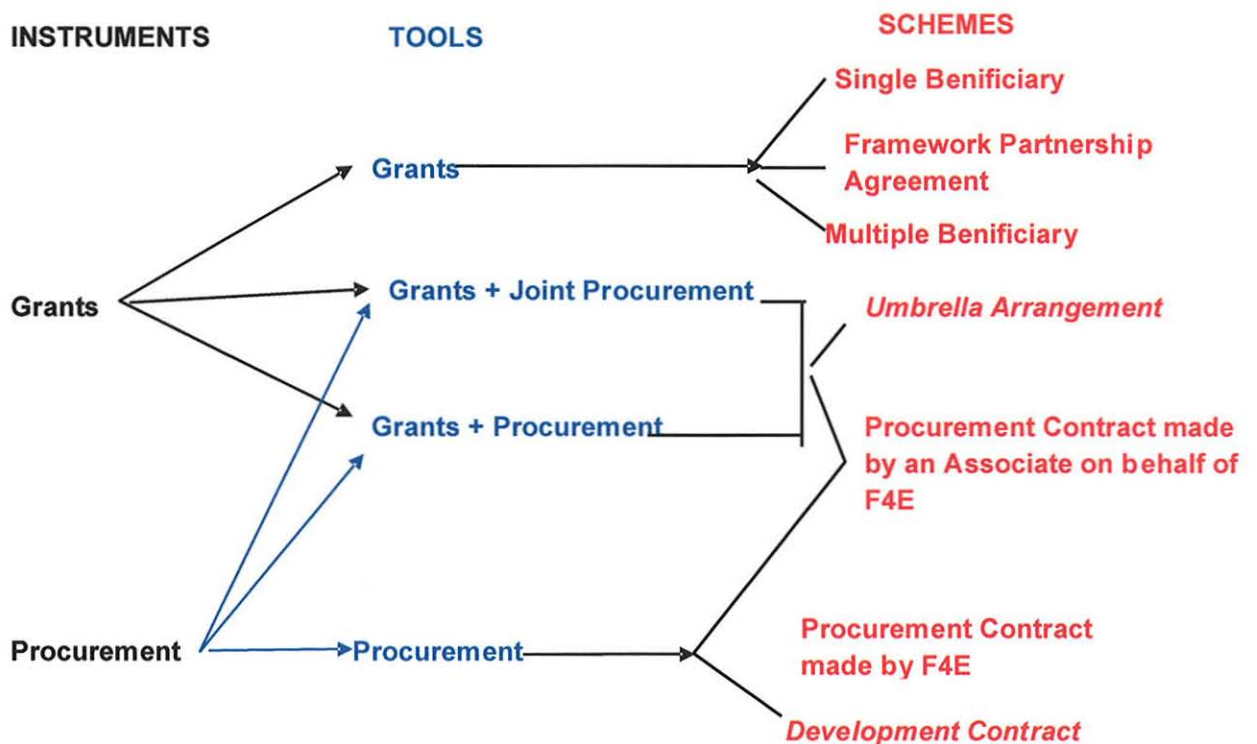 INSTRUMENTS
TOOLS
SCHEMES
Single Benificiary
Grants
Framework Partnership
Agreement
Multiple Benificiary
Grants
Grants + Joint Procurement
Umbrella Arrangement
Grants + Procurement
Procurement Contract made
by an Associate on behalf of
F4E
Procurement
Procurement
Procurement Contract
made by F4E
Development Contract